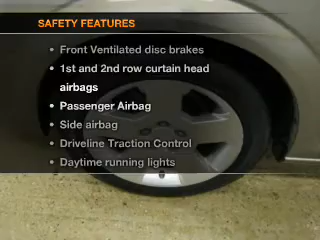 SAFETY FEATURES
• Front Ventilated disc brakes
• 1st and 2nd row curtain head
airbags
• Passenger Airbag
• Side airbag
• Driveline Traction Control
• Daytime running lights